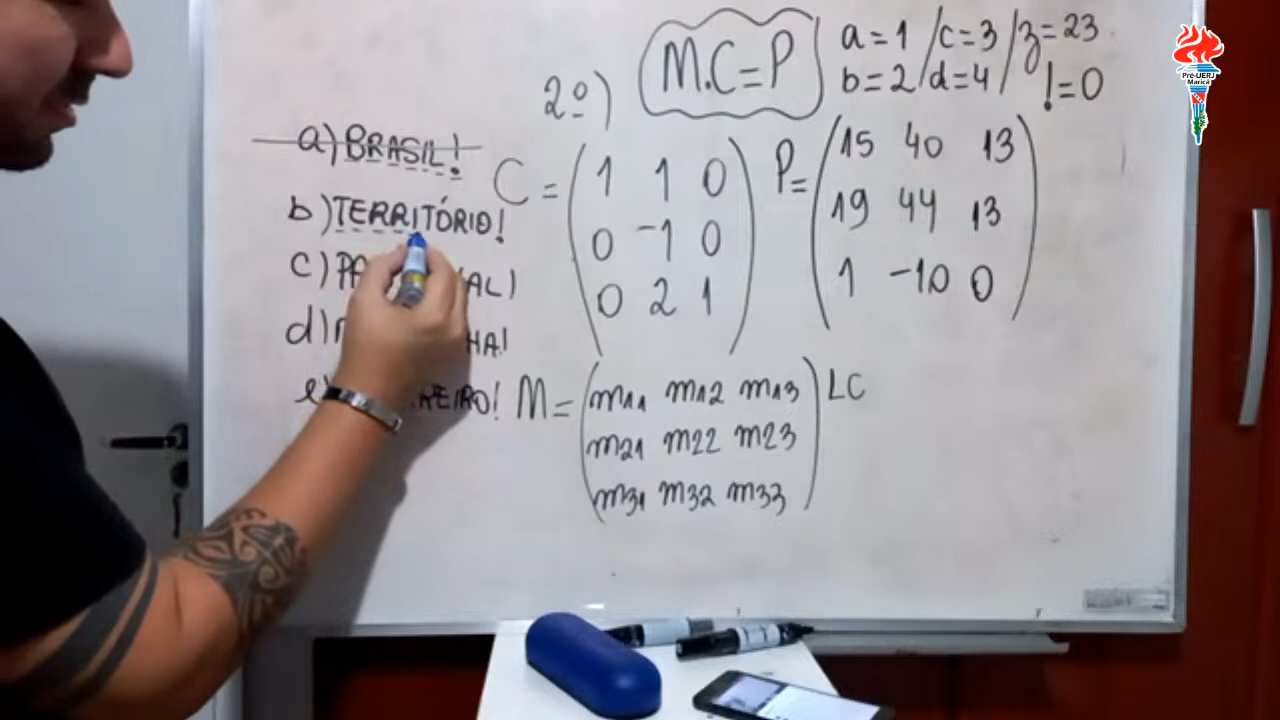 2º) M.C=P
a=1 / c=3 / z=23
b=2 / d=4 / !=0
a) BRASIL!
b) TERRITÓRIO!
c) PA AL)
d) HA!
e) REIRO!
C = ( 1 1 0
0 -1 0
0 2 1 )
P= ( 15 40 13
19 44 13
1 -10 0 )
M = ( m11 m12 m13
m21 m22 m23
m31 m32 m33 ) LC
Pré-UERJ
Maricá